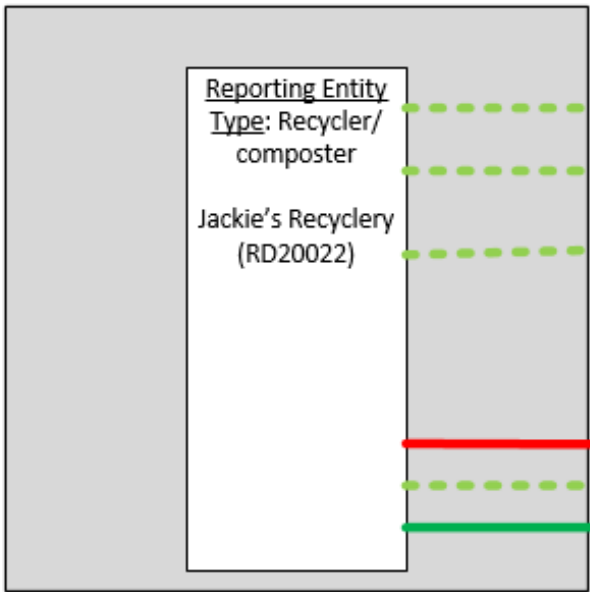 Reporting Entity
Type: Recycler/
composter
Jackie's Recyclery
(RD20022)